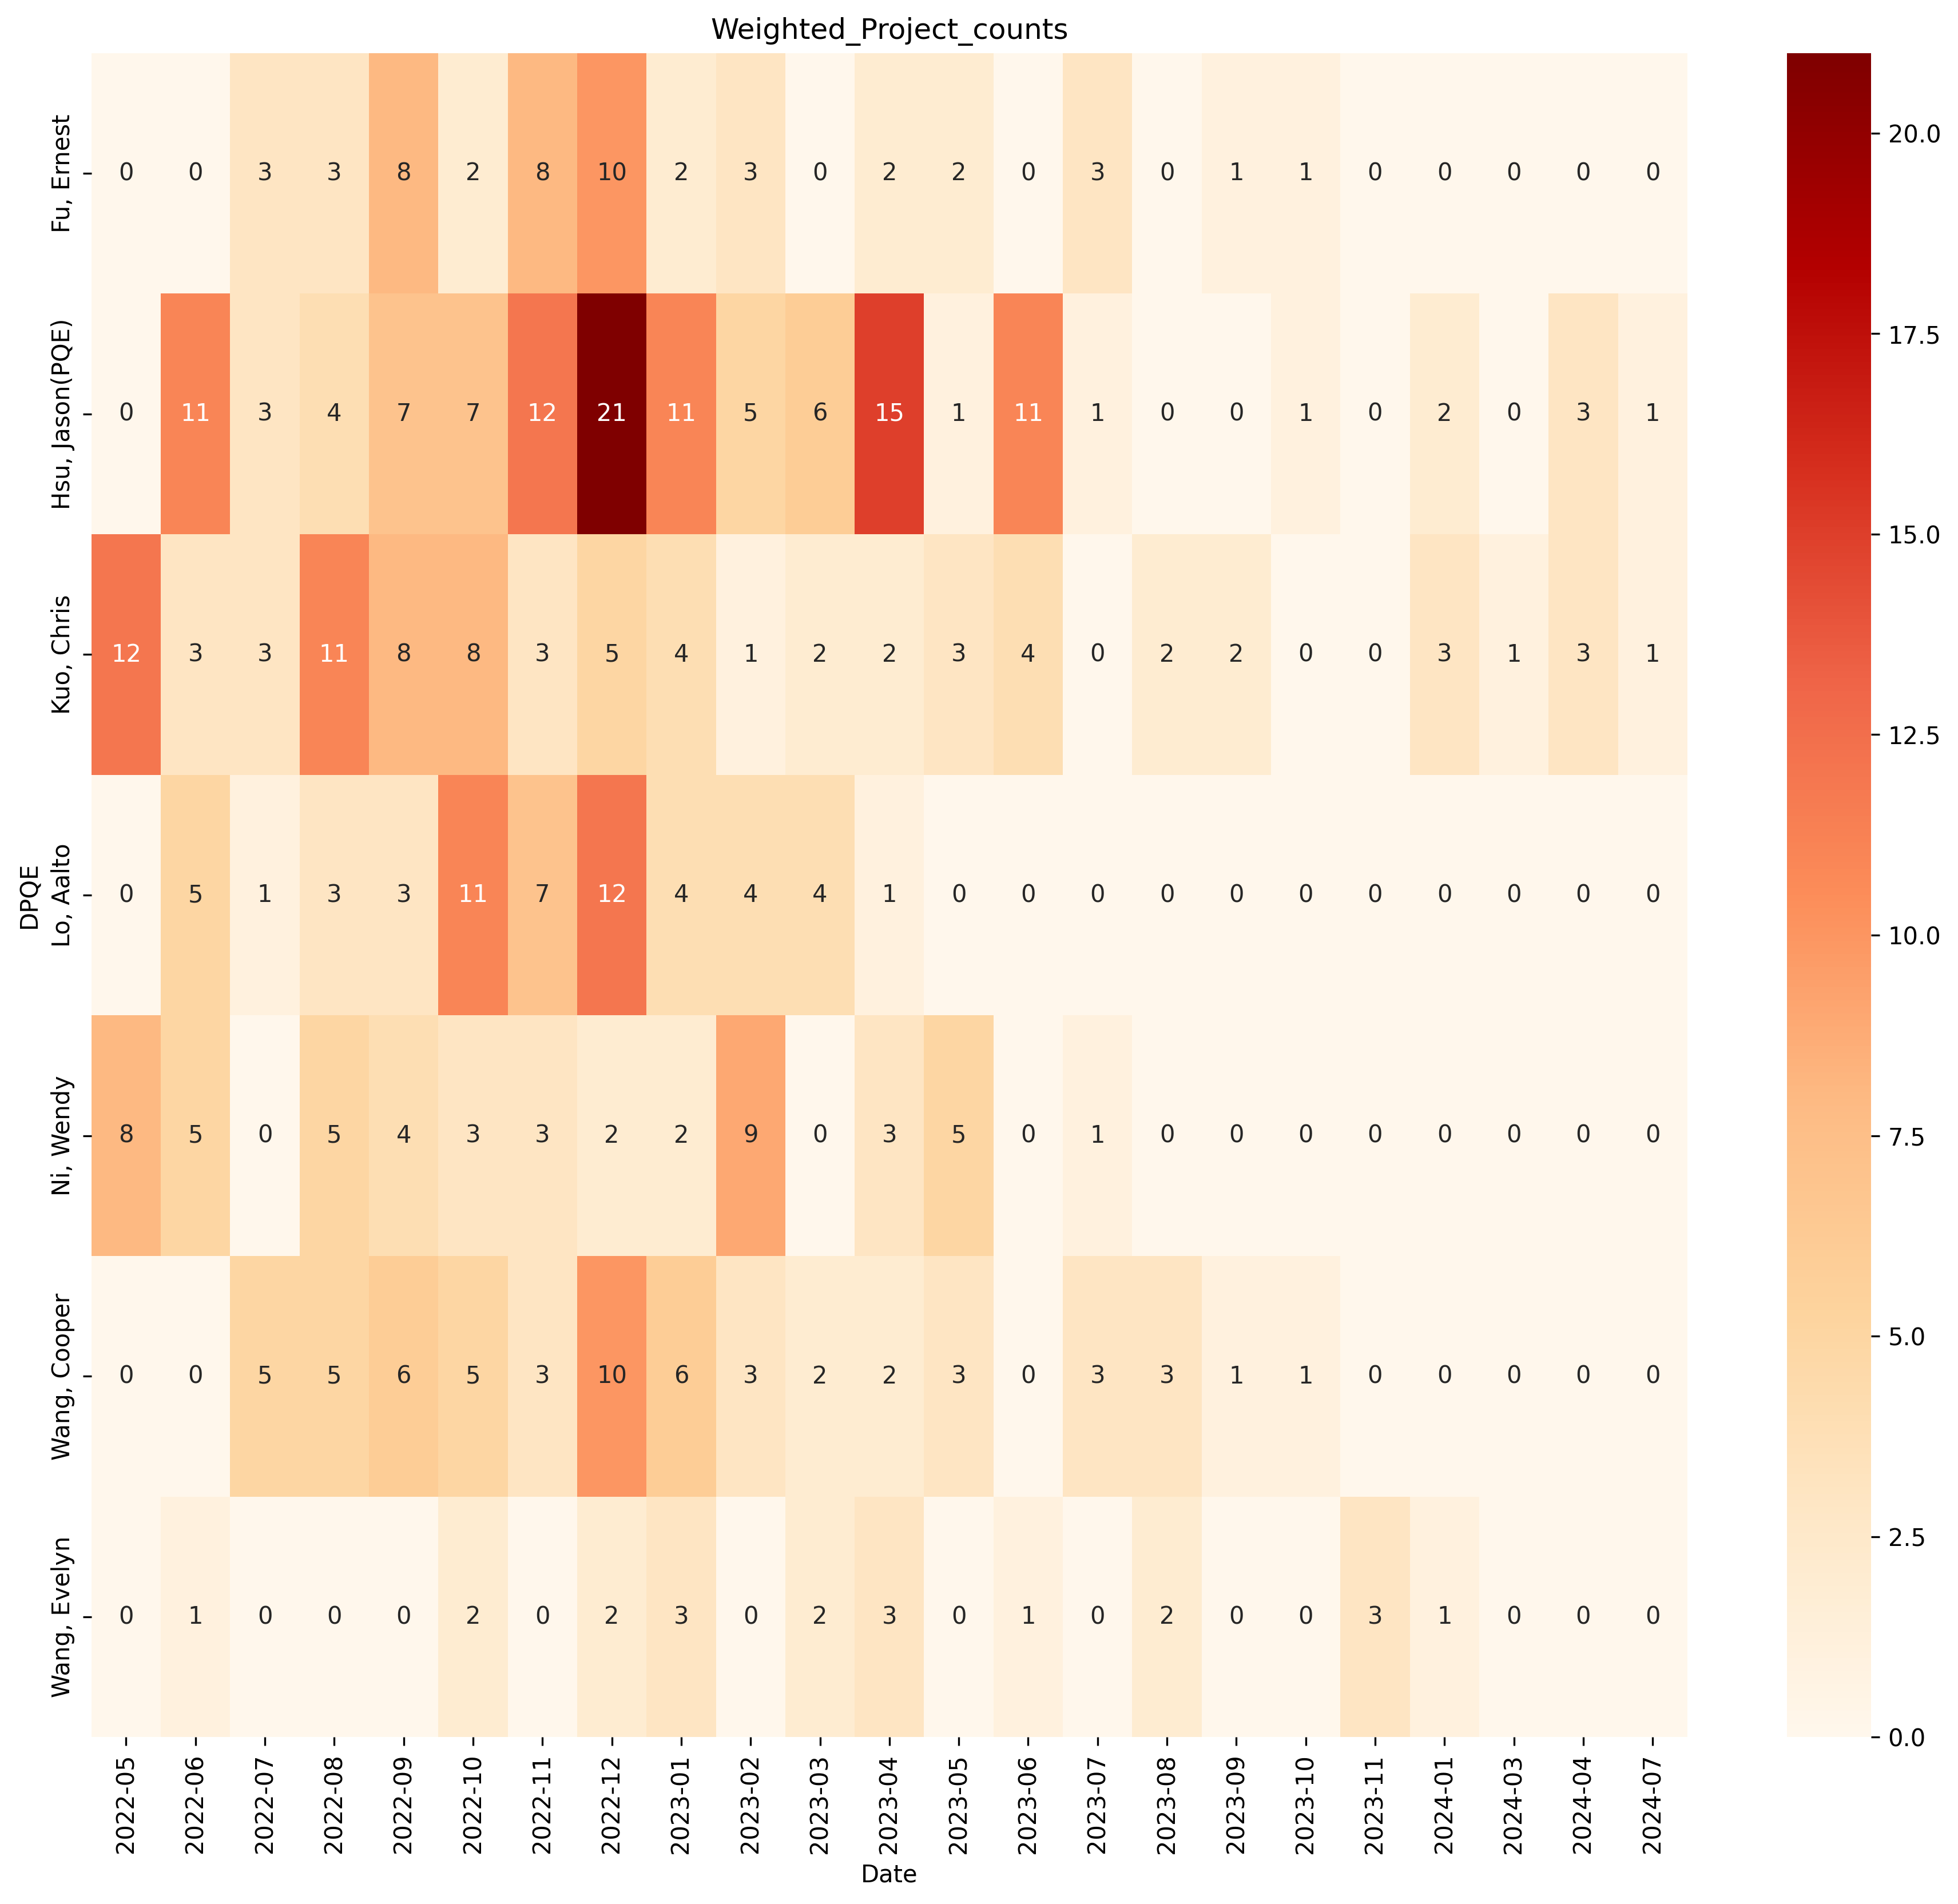 Weighted_Project_counts
Fu, Ernest
0 0 3 3 8 2 8 10 2 3 0 2 2 0 3 0 1 1 0 0 0 0 0
Hsu, Jason(PQE)
0 11 3 4 7 7 12 21 11 5 6 15 1 11 1 0 0 1 0 2 0 3 1
Kuo, Chris
12 3 3 11 8 8 3 5 4 1 2 2 3 4 0 2 2 0 0 3 1 3 1
DPQE
Lo, Aalto
0 5 1 3 3 11 7 12 4 4 4 1 0 0 0 0 0 0 0 0 0 0 0
Ni, Wendy
8 5 0 5 4 3 3 2 2 9 0 3 5 0 1 0 0 0 0 0 0 0 0
Wang, Cooper
0 0 5 5 6 5 3 10 6 3 2 2 3 0 3 3 1 1 0 0 0 0 0
Wang, Evelyn
0 1 0 0 0 2 0 2 3 0 2 3 0 1 0 2 0 0 3 1 0 0 0
2022-05 2022-06 2022-07 2022-08 2022-09 2022-10 2022-11 2022-12 2023-01 2023-02 2023-03 2023-04 2023-05 2023-06 2023-07 2023-08 2023-09 2023-10 2023-11 2024-01 2024-03 2024-04 2024-07
Date
20.0
17.5
15.0
12.5
10.0
7.5
5.0
2.5
0.0